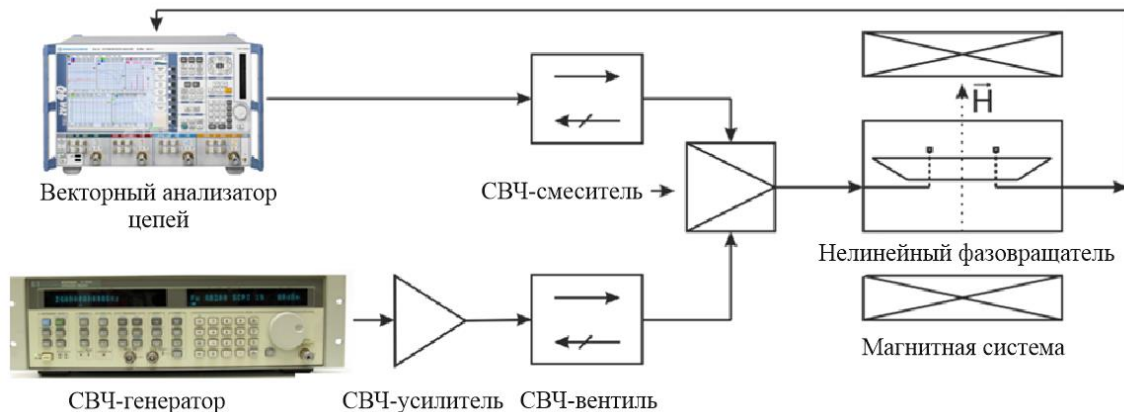 H
Векторный анализатор
цепей
СВЧ-смеситель
Нелинейный фазовращатель
Магнитная система
СВЧ-генератор
СВЧ-усилитель
СВЧ-вентиль